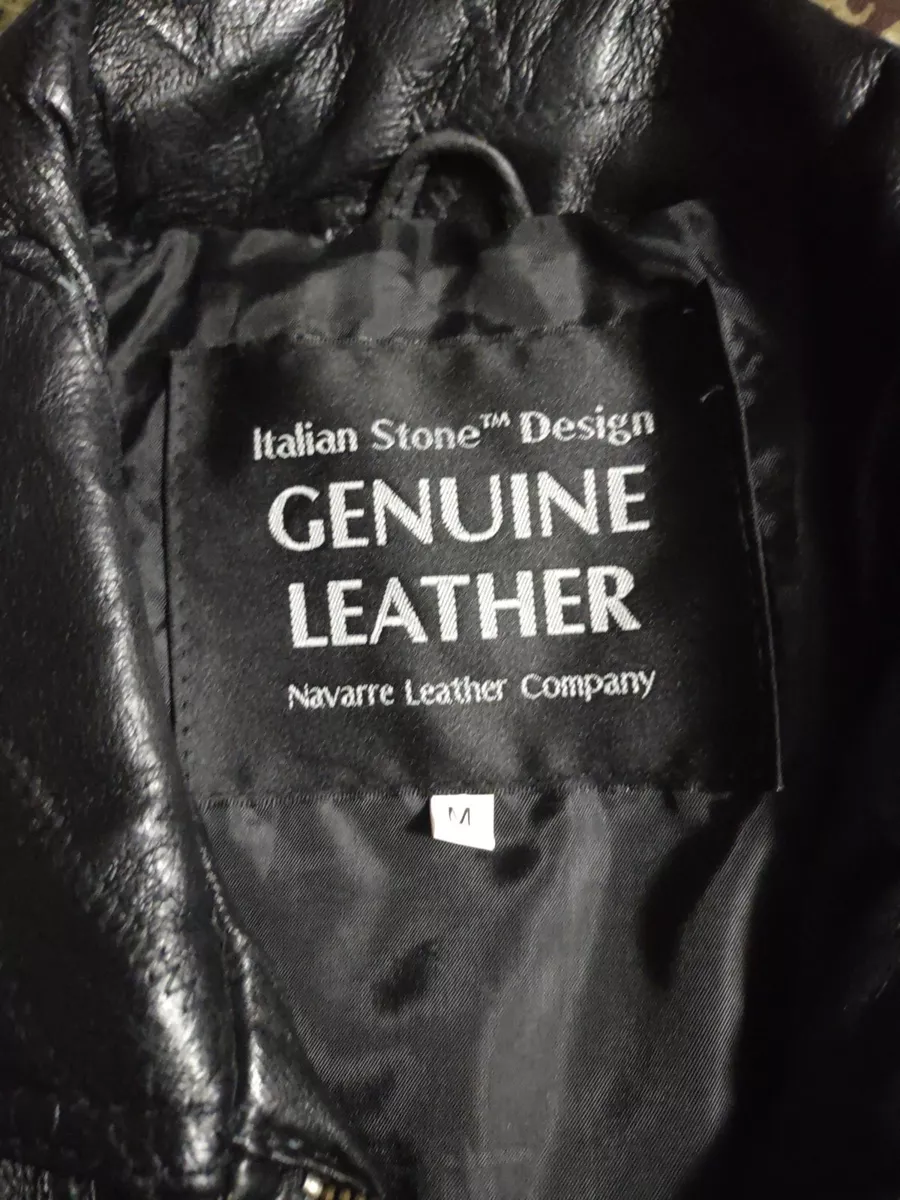 Italian Stone™ Design
GENUINE
LEATHER
Navarre Leather Company
M